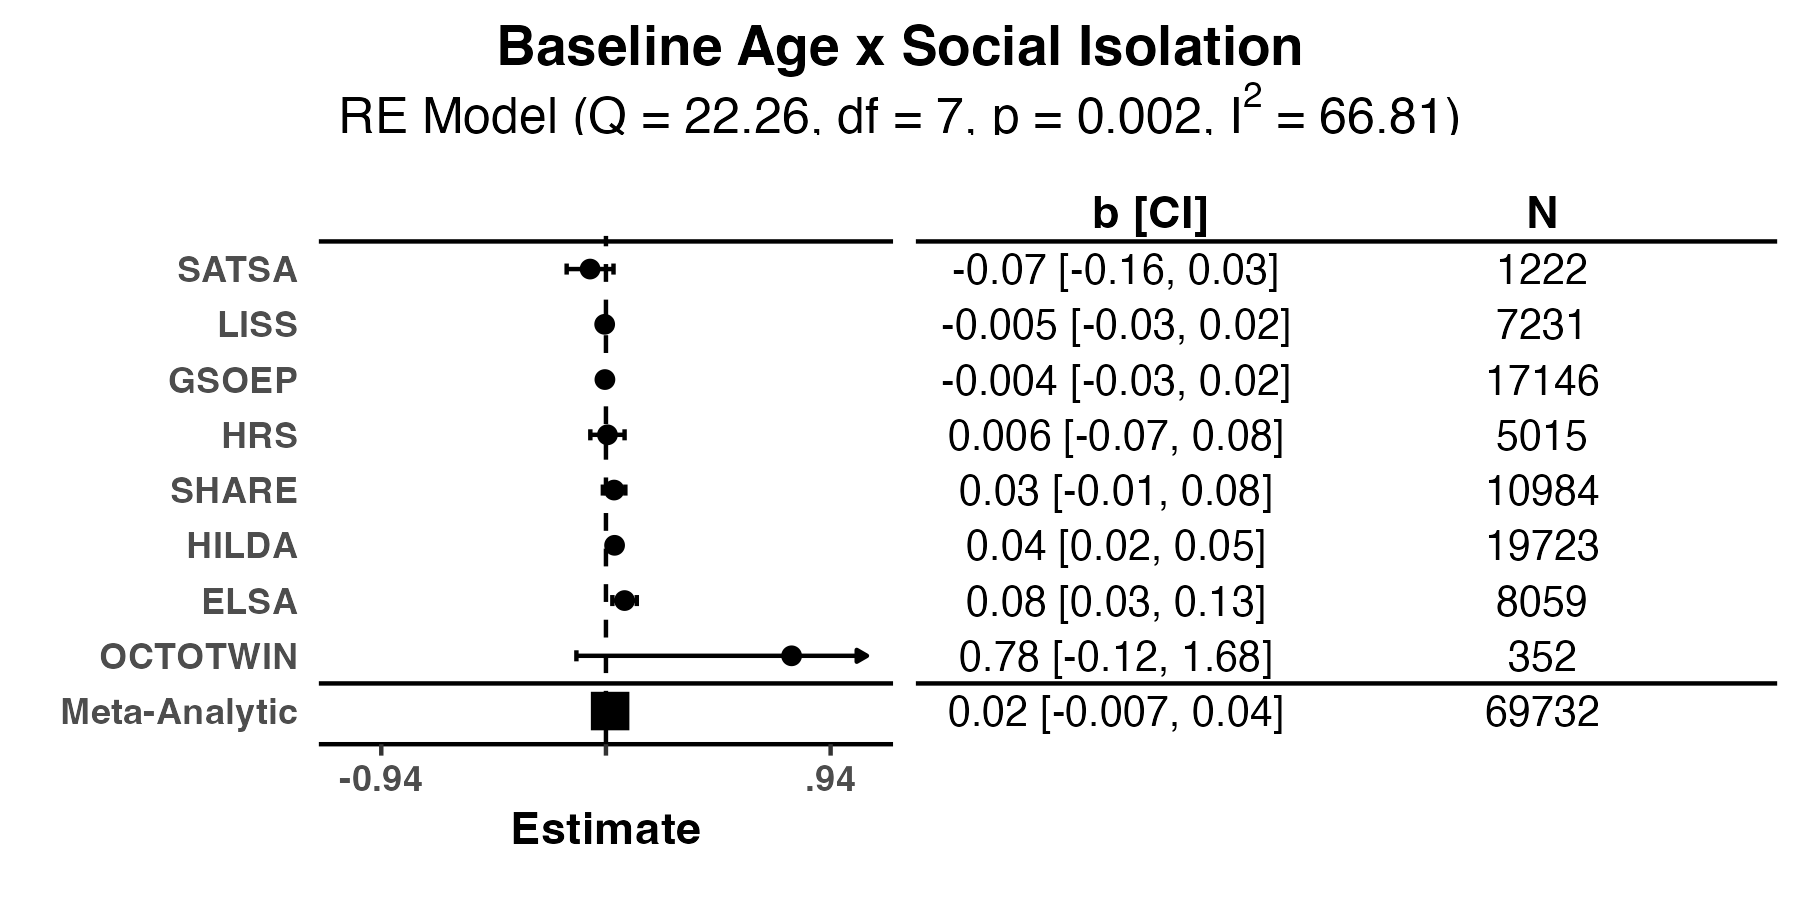 Baseline Age x Social Isolation
RE Model (Q = 22.26, df = 7, p = 0.002, I² = 66.81)
b [CI] N
SATSA -0.07 [-0.16, 0.03] 1222
LISS -0.005 [-0.03, 0.02] 7231
GSOEP -0.004 [-0.03, 0.02] 17146
HRS 0.006 [-0.07, 0.08] 5015
SHARE 0.03 [-0.01, 0.08] 10984
HILDA 0.04 [0.02, 0.05] 19723
ELSA 0.08 [0.03, 0.13] 8059
OCTOTWIN 0.78 [-0.12, 1.68] 352
Meta-Analytic 0.02 [-0.007, 0.04] 69732
-0.94 .94
Estimate